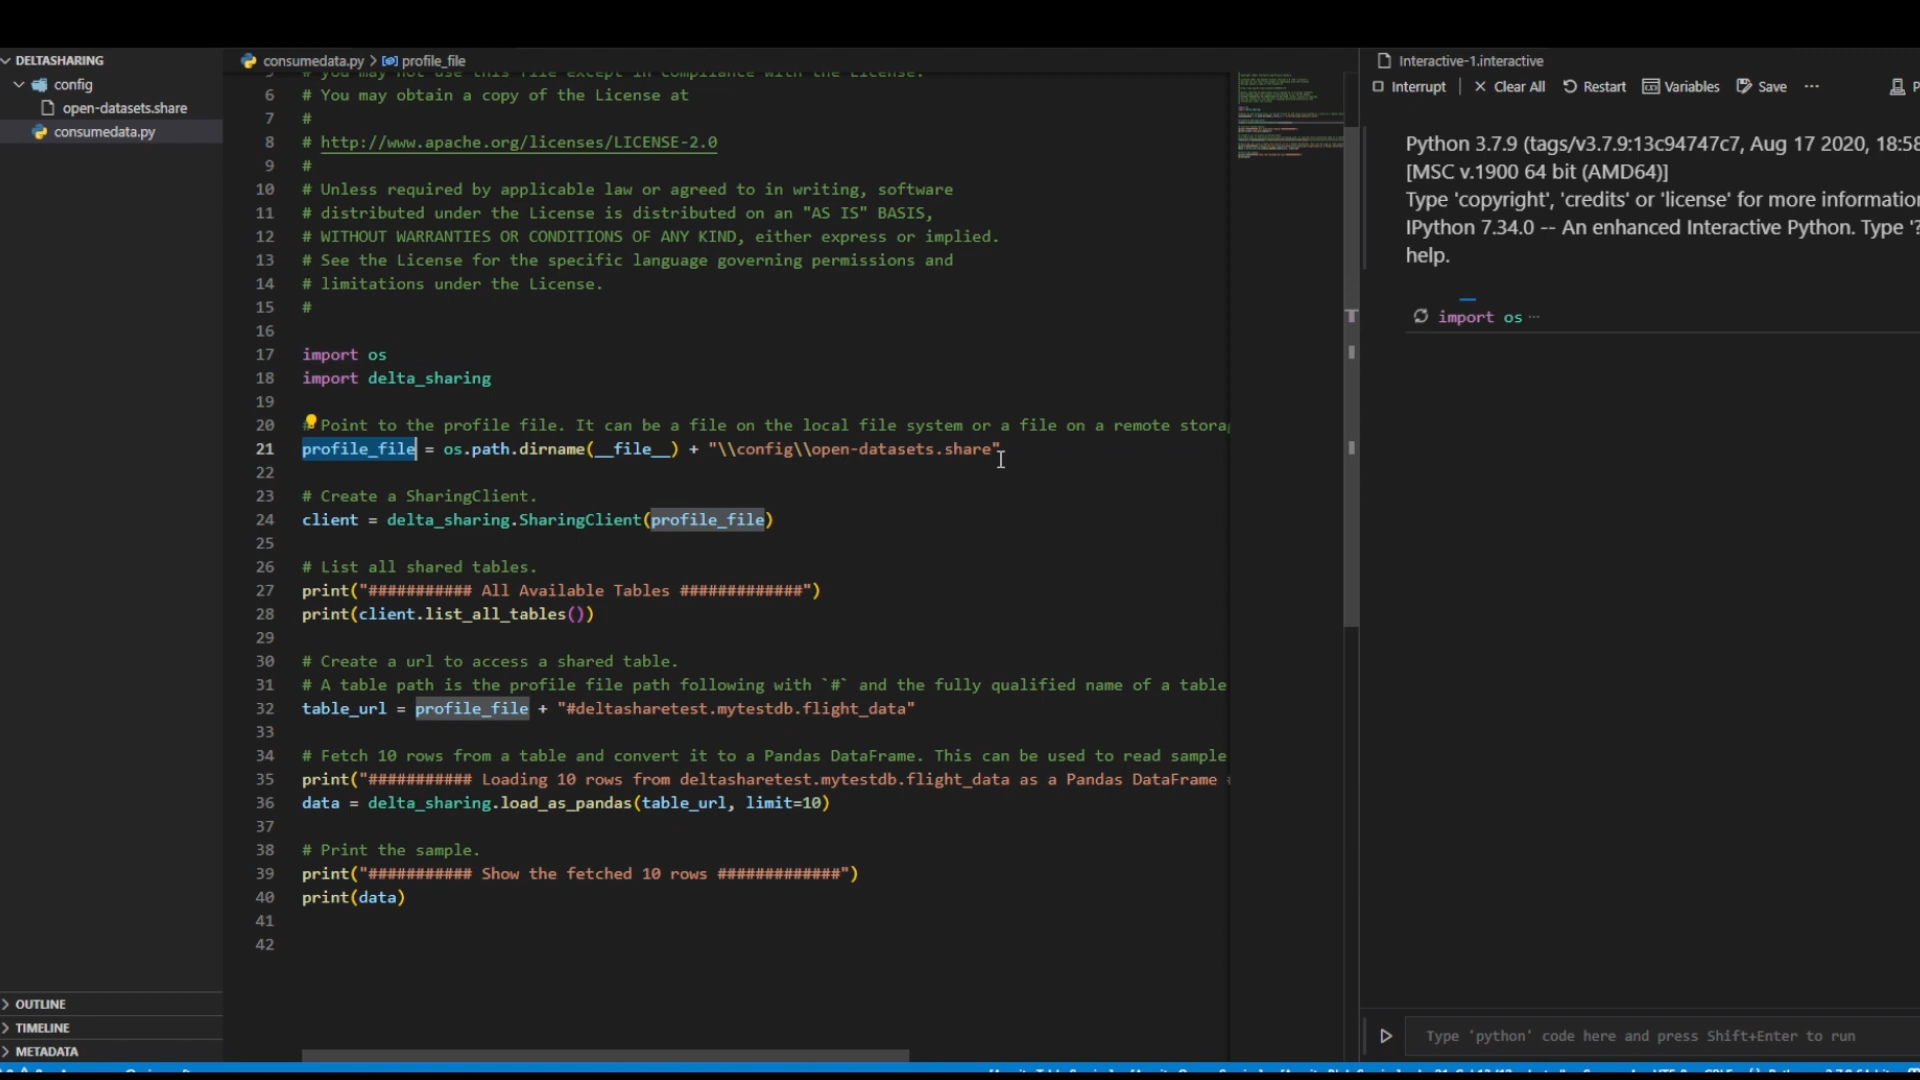 DELTASHARING
config
open-datasets.share
consumedata.py
consumedata.py > profile_file
# you may not use this file except in compliance with the License.
6 # You may obtain a copy of the License at
7 #
8 # http://www.apache.org/licenses/LICENSE-2.0
9 #
10 # Unless required by applicable law or agreed to in writing, software
11 # distributed under the License is distributed on an "AS IS" BASIS,
12 # WITHOUT WARRANTIES OR CONDITIONS OF ANY KIND, either express or implied.
13 # See the License for the specific language governing permissions and
14 # limitations under the License.
15 #
16
17 import os
18 import delta_sharing
19
20 # Point to the profile file. It can be a file on the local file system or a file on a remote stora
21 profile_file = os.path.dirname(__file__) + "\\config\\open-datasets.share"
22
23 # Create a SharingClient.
24 client = delta_sharing.SharingClient(profile_file)
25
26 # List all shared tables.
27 print("########### All Available Tables #############")
28 print(client.list_all_tables())
29
30 # Create a url to access a shared table.
31 # A table path is the profile file path following with `#` and the fully qualified name of a table
32 table_url = profile_file + "#deltasharetest.mytestdb.flight_data"
33
34 # Fetch 10 rows from a table and convert it to a Pandas DataFrame. This can be used to read sample
35 print("########### Loading 10 rows from deltasharetest.mytestdb.flight_data as a Pandas DataFrame #
36 data = delta_sharing.load_as_pandas(table_url, limit=10)
37
38 # Print the sample.
39 print("########### Show the fetched 10 rows #############")
40 print(data)
41
42
OUTLINE
TIMELINE
METADATA
Interactive-1.interactive
Interrupt | Clear All Restart Variables Save ··· P
Python 3.7.9 (tags/v3.7.9:13c94747c7, Aug 17 2020, 18:58
[MSC v.1900 64 bit (AMD64)]
Type 'copyright', 'credits' or 'license' for more information
IPython 7.34.0 -- An enhanced Interactive Python. Type '?
help.
import os ···
Type 'python' code here and press Shift+Enter to run